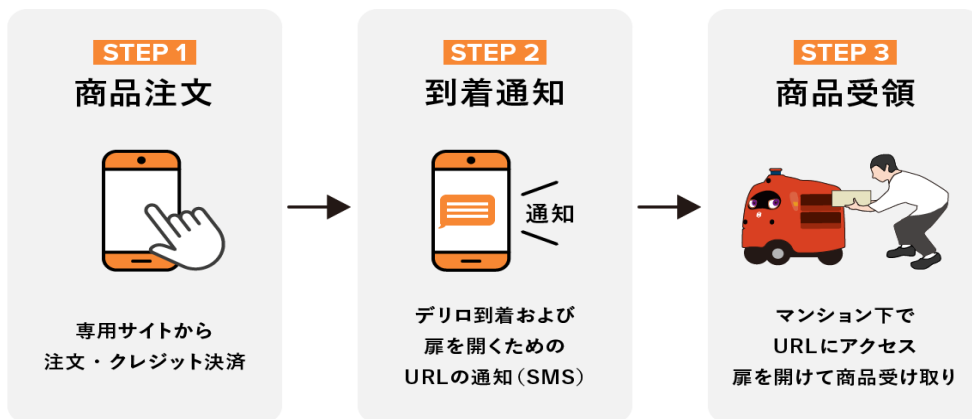 STEP 1
商品注文
専用サイトから
注文・クレジット決済
STEP 2
到着通知
通知
デリロ到着および
扉を開くための
URLの通知（SMS）
STEP 3
商品受領
マンション下で
URLにアクセス
扉を開けて商品受け取り